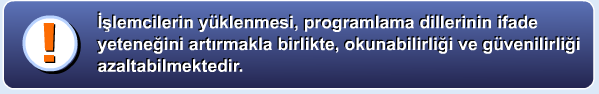 İşlemcilerin yüklenmesi, programlama dillerinin ifade
yeteneğini artırmakla birlikte, okunabilirliği ve güvenilirliği
azaltabilmektedir.